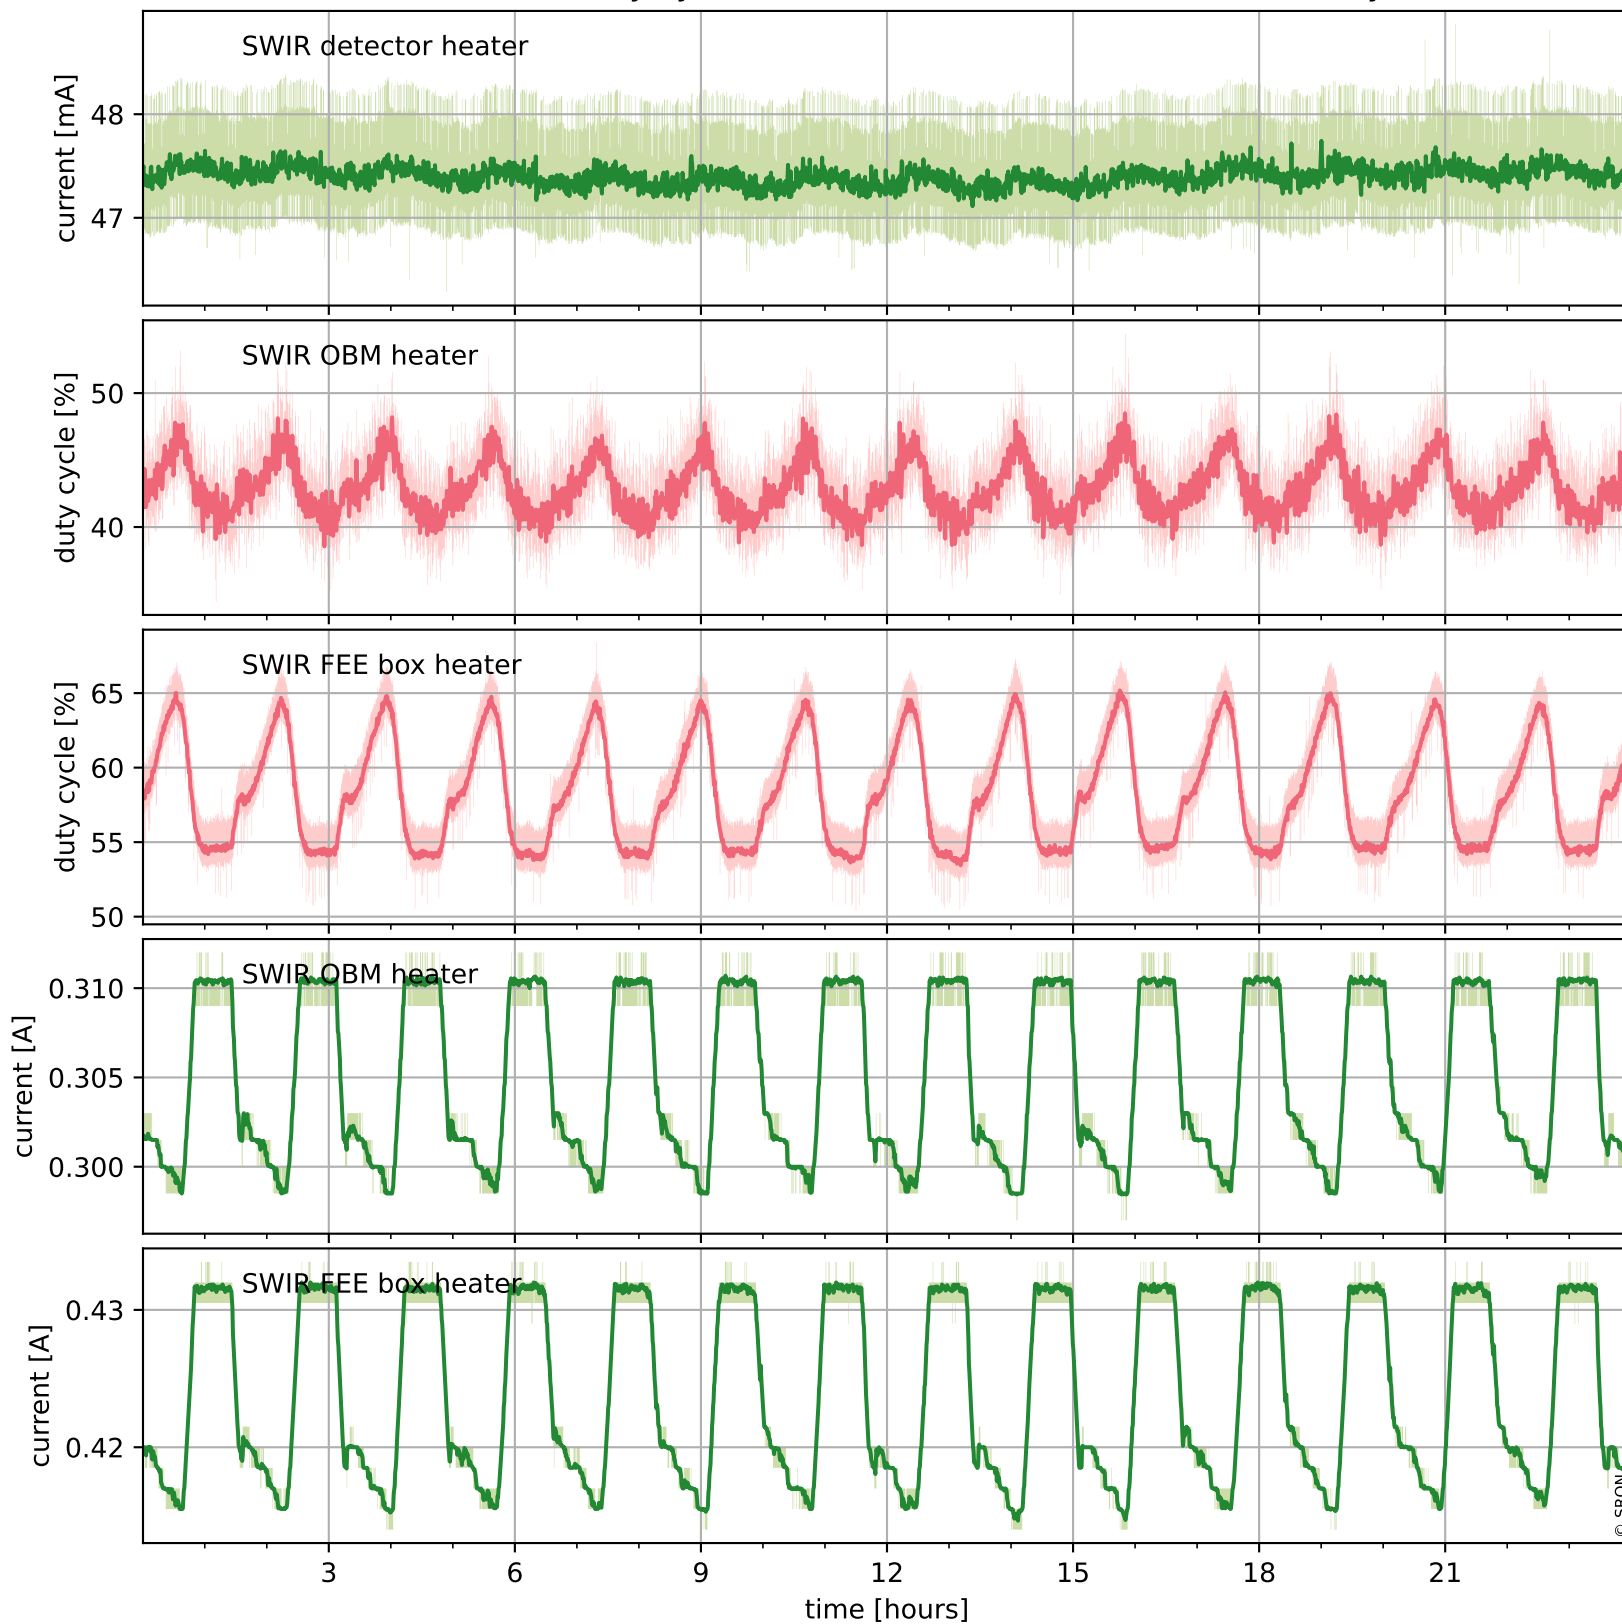 SWIR detector heater
current [mA]
48
47
SWIR OBM heater
duty cycle [%]
50
40
SWIR FEE box heater
duty cycle [%]
65
60
55
50
SWIR OBM heater
current [A]
0.310
0.305
0.300
SWIR FEE box heater
current [A]
0.43
0.42
3 6 9 12 15 18 21
time [hours]
© SRON